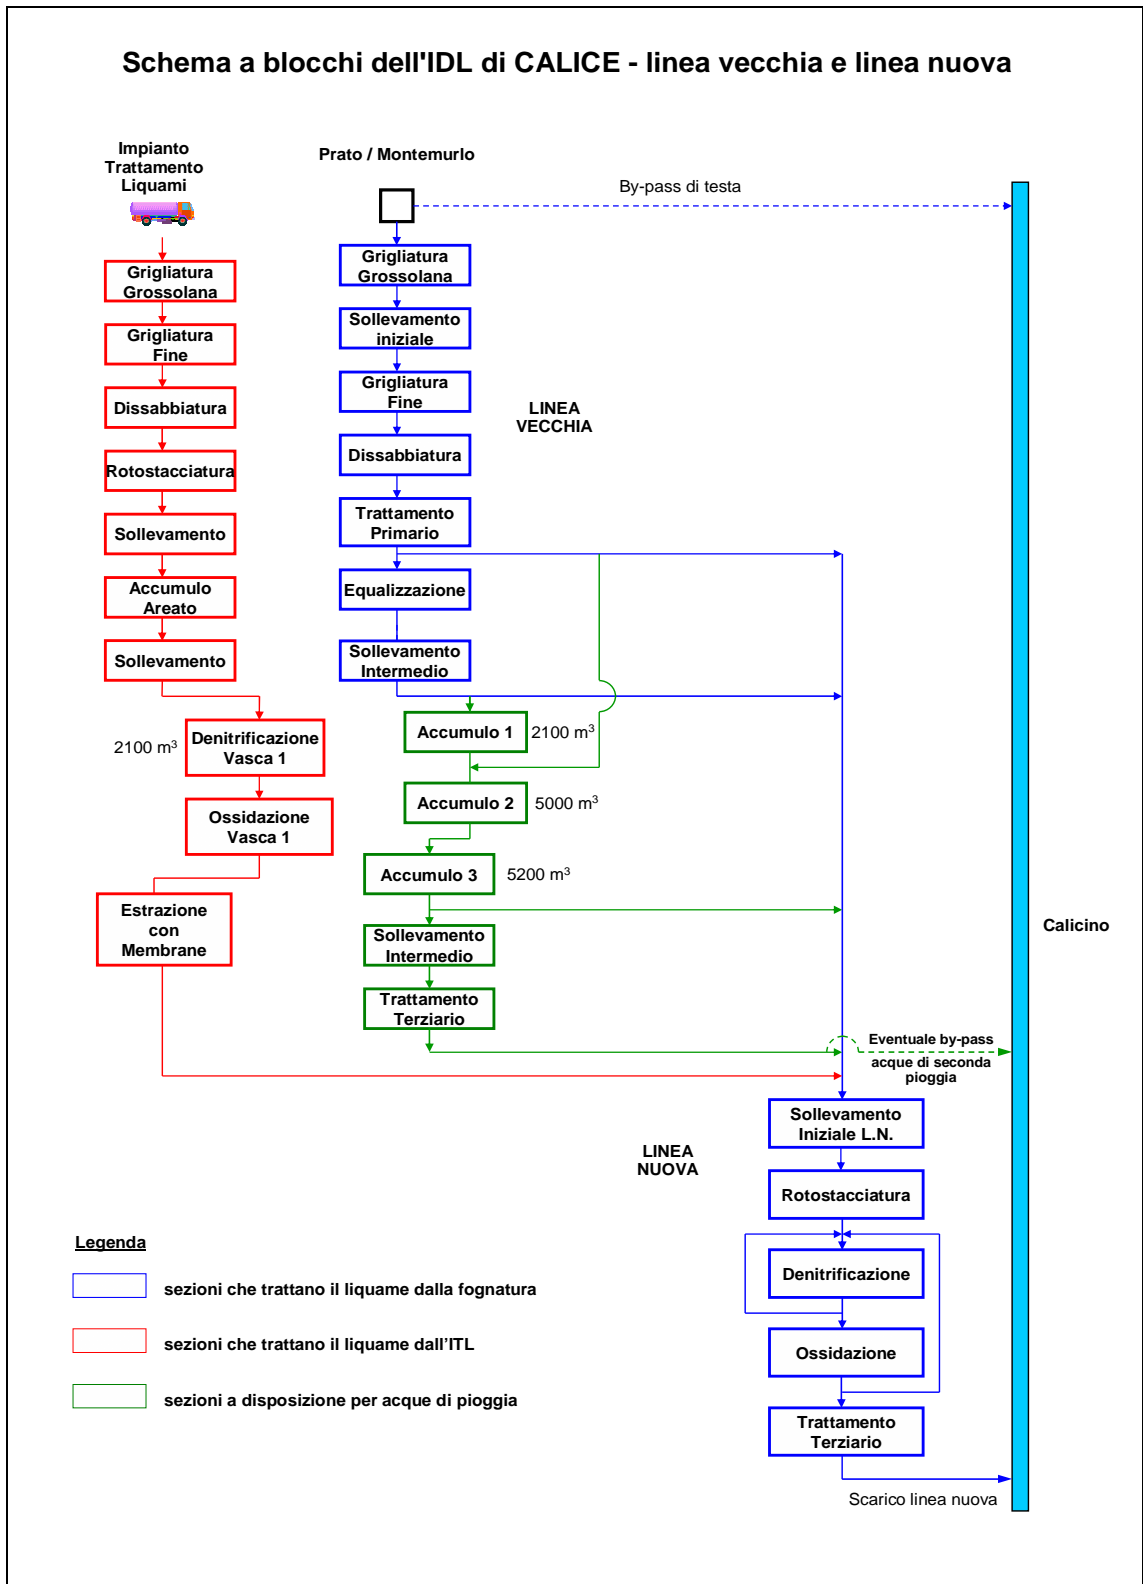 Schema a blocchi dell'IDL di CALICE - linea vecchia e linea nuova
Impianto
Trattamento
Liquami
Prato / Montemurlo
By-pass di testa
Grigliatura
Grossolana
Grigliatura
Fine
Dissabbiatura
Rotostacciatura
Sollevamento
Accumulo
Areato
Sollevamento
2100 m³
Denitrificazione
Vasca 1
Ossidazione
Vasca 1
Estrazione
con
Membrane
Grigliatura
Grossolana
Sollevamento
iniziale
Grigliatura
Fine
LINEA
VECCHIA
Dissabbiatura
Trattamento
Primario
Equalizzazione
Sollevamento
Intermedio
Accumulo 1
2100 m³
Accumulo 2
5000 m³
Accumulo 3
5200 m³
Sollevamento
Intermedio
Trattamento
Terziario
Calicino
Eventuale by-pass
acque di seconda
pioggia
Sollevamento
Iniziale L.N.
LINEA
NUOVA
Rotostacciatura
Denitrificazione
Ossidazione
Trattamento
Terziario
Scarico linea nuova
Legenda
sezioni che trattano il liquame dalla fognatura
sezioni che trattano il liquame dall'ITL
sezioni a disposizione per acque di pioggia